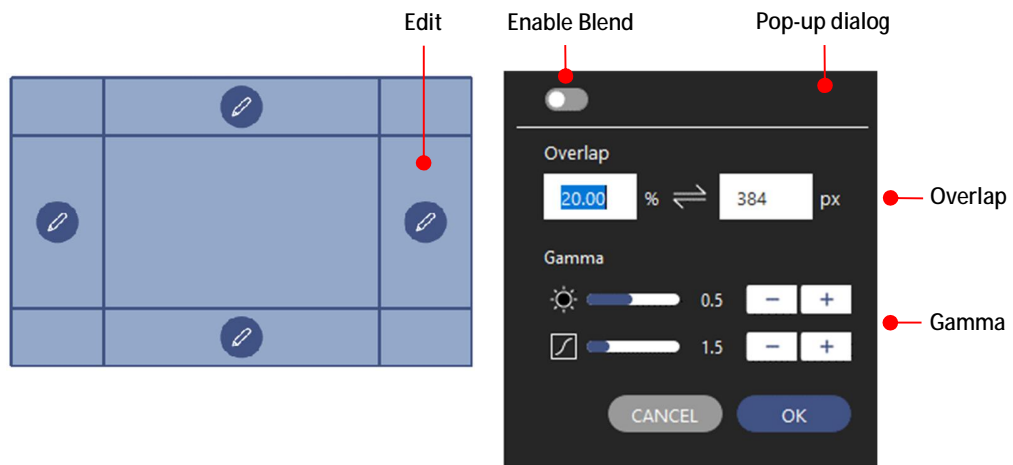 Edit Enable Blend Pop-up dialog
Overlap
20.00 % 384 px Overlap
Gamma
0.5 − +
Gamma
1.5 − +
CANCEL OK